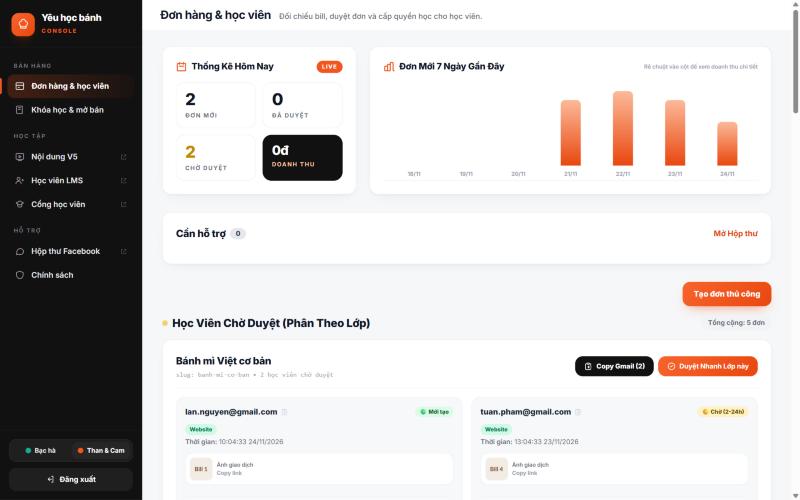 Yêu học bánh
CONSOLE
BÁN HÀNG
Đơn hàng & học viên
Khóa học & mở bán
HỌC TẬP
Nội dung V5
Học viên LMS
Cổng học viên
HỖ TRỢ
Hộp thư Facebook
Chính sách
Bạc hà
Than & Cam
Đăng xuất
Đơn hàng & học viên
Đối chiếu bill, duyệt đơn và cấp quyền học cho học viên.
Thống Kê Hôm Nay
LIVE
2
ĐƠN MỚI
0
ĐÃ DUYỆT
2
CHỜ DUYỆT
0đ
DOANH THU
Đơn Mới 7 Ngày Gần Đây
Rê chuột vào cột để xem doanh thu chi tiết
18/11
19/11
20/11
21/11
22/11
23/11
24/11
Cần hỗ trợ
0
Mở Hộp thư
Tạo đơn thủ công
Học Viên Chờ Duyệt (Phân Theo Lớp)
Tổng cộng: 5 đơn
Bánh mì Việt cơ bản
slug: banh-mi-co-ban • 2 học viên chờ duyệt
Copy Gmail (2)
Duyệt Nhanh Lớp này
lan.nguyen@gmail.com
Mới tạo
Website
Thời gian: 10:04:33 24/11/2026
Bill 1
Ảnh giao dịch
Copy link
tuan.pham@gmail.com
Chờ (2-24h)
Website
Thời gian: 13:04:33 23/11/2026
Bill 4
Ảnh giao dịch
Copy link